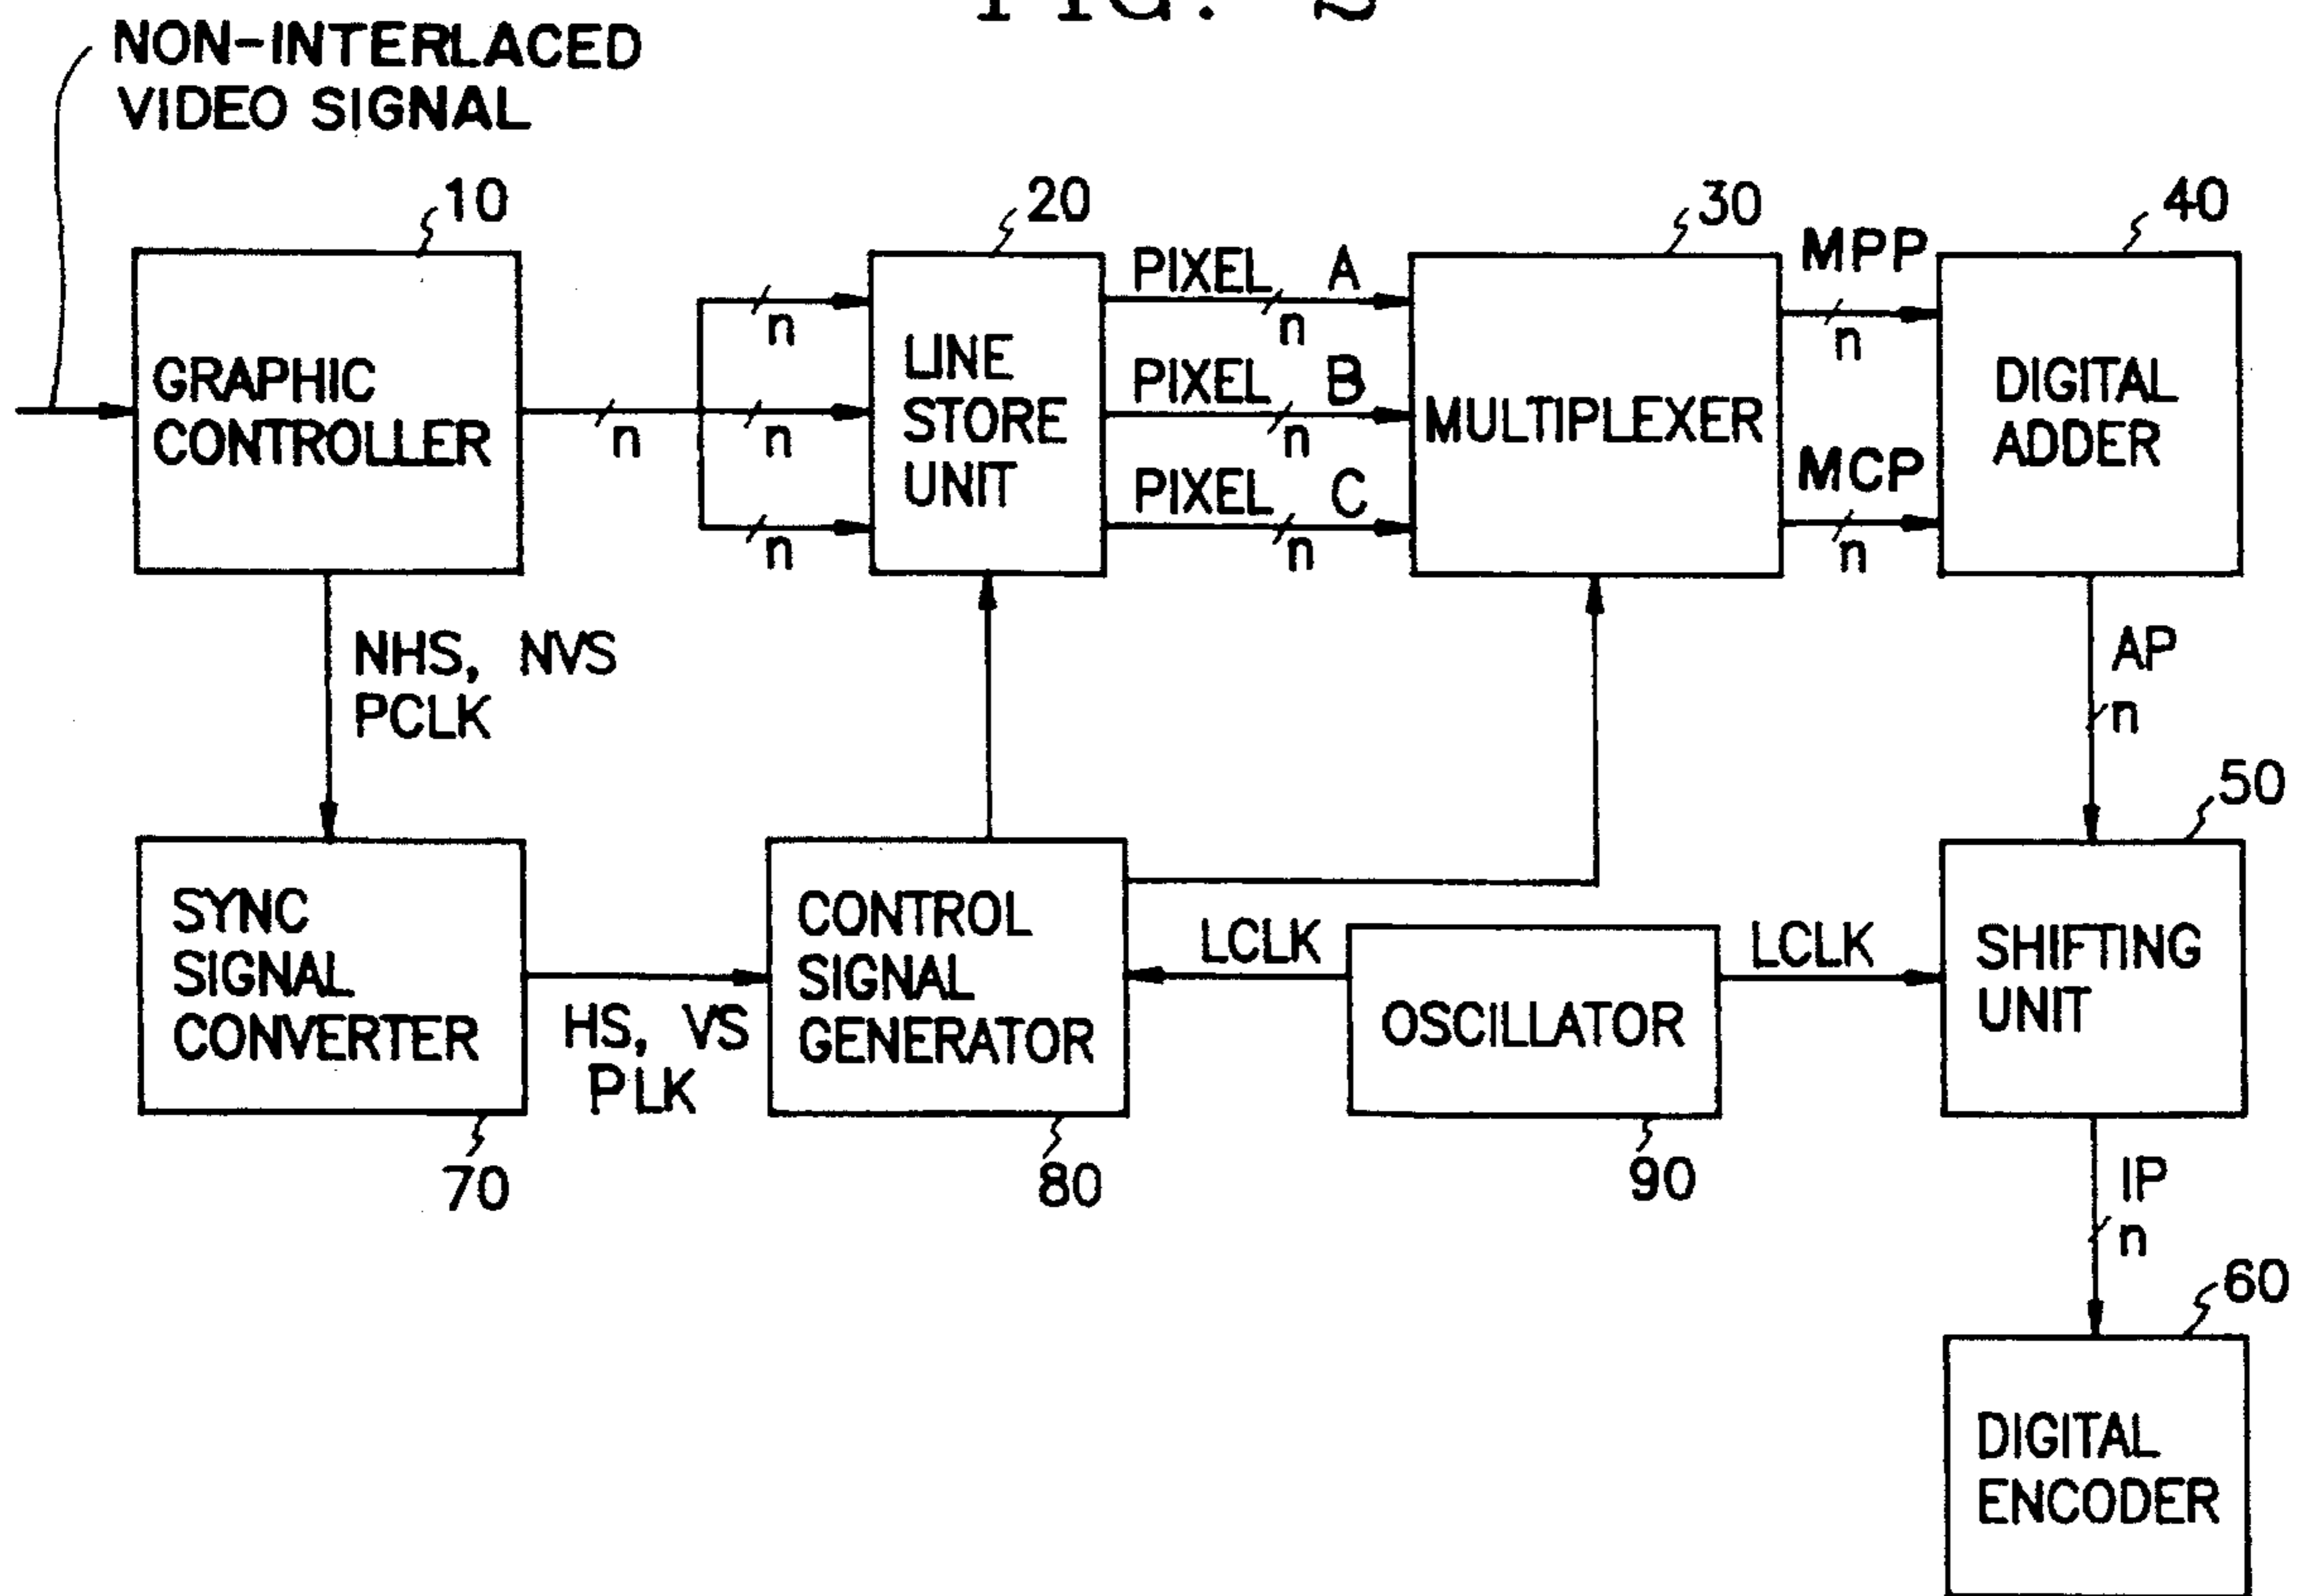 FIG. 2
NON-INTERLACED
VIDEO SIGNAL
10
20
30
40
MPP
PIXEL A
n
n
n
GRAPHIC
CONTROLLER
n
n
n
LINE
STORE
UNIT
PIXEL B
n
PIXEL C
n
MULTIPLEXER
MCP
n
DIGITAL
ADDER
NHS, NVS
PCLK
AP
n
50
SYNC
SIGNAL
CONVERTER
HS, VS
PLK
CONTROL
SIGNAL
GENERATOR
LCLK
OSCILLATOR
LCLK
SHIFTING
UNIT
70
80
90
IP
n
60
DIGITAL
ENCODER